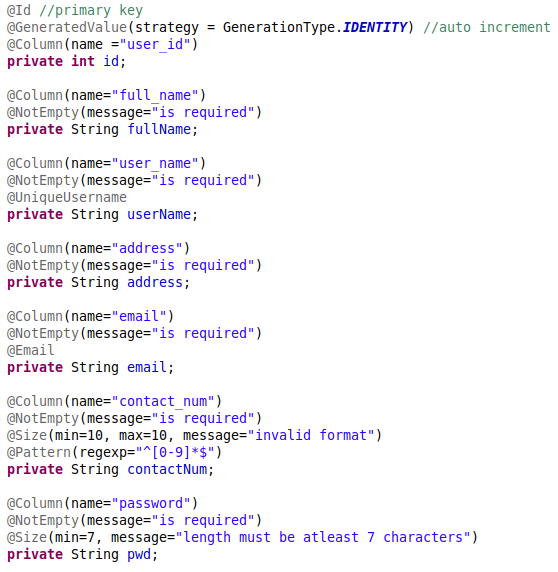 @Id //primary key
@GeneratedValue(strategy = GenerationType.IDENTITY) //auto increment
@Column(name ="user_id")
private int id;
@Column(name="full_name")
@NotEmpty(message="is required")
private String fullName;
@Column(name="user_name")
@NotEmpty(message="is required")
@UniqueUsername
private String userName;
@Column(name="address")
@NotEmpty(message="is required")
private String address;
@Column(name="email")
@NotEmpty(message="is required")
@Email
private String email;
@Column(name="contact_num")
@NotEmpty(message="is required")
@Size(min=10, max=10, message="invalid format")
@Pattern(regexp="^[0-9]*$")
private String contactNum;
@Column(name="password")
@NotEmpty(message="is required")
@Size(min=7, message="length must be atleast 7 characters")
private String pwd;